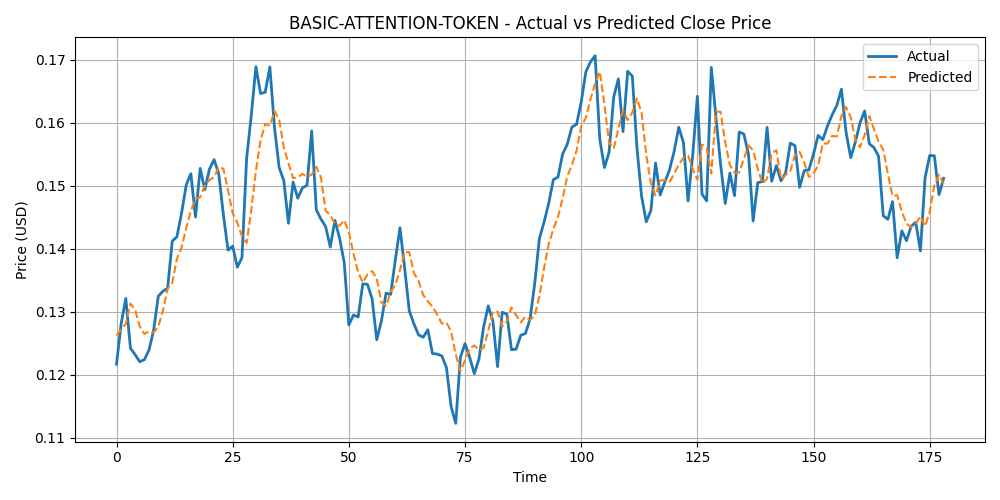 BASIC-ATTENTION-TOKEN - Actual vs Predicted Close Price
Actual
Predicted
Price (USD)
0.17
0.16
0.15
0.14
0.13
0.12
0.11
0 25 50 75 100 125 150 175
Time